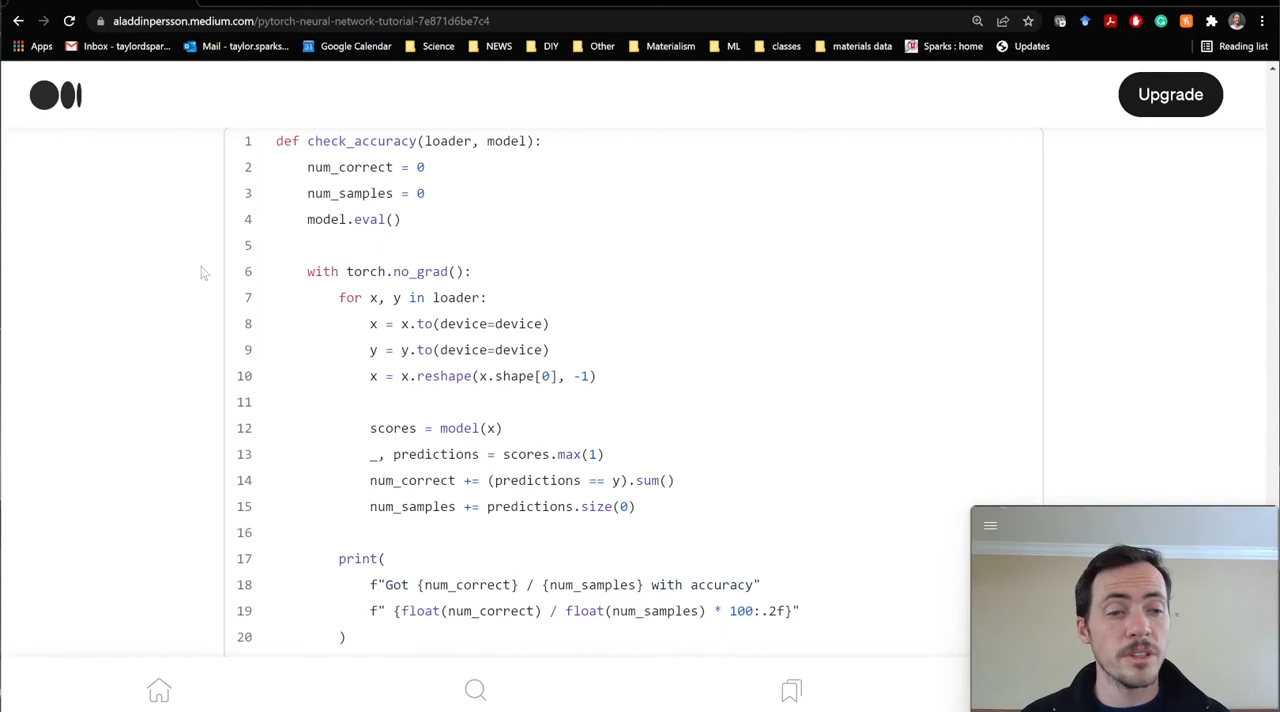 aladdinpersson.medium.com/pytorch-neural-network-tutorial-7e871d6be7c4
Apps Inbox - taylordspar... Mail - taylor.sparks... Google Calendar Science NEWS DIY Other Materialism ML classes materials data Sparks : home Updates Reading list
Upgrade
1 def check_accuracy(loader, model):
2 num_correct = 0
3 num_samples = 0
4 model.eval()
5
6 with torch.no_grad():
7 for x, y in loader:
8 x = x.to(device=device)
9 y = y.to(device=device)
10 x = x.reshape(x.shape[0], -1)
11
12 scores = model(x)
13 _, predictions = scores.max(1)
14 num_correct += (predictions == y).sum()
15 num_samples += predictions.size(0)
16
17 print(
18 f"Got {num_correct} / {num_samples} with accuracy"
19 f" {float(num_correct) / float(num_samples) * 100:.2f}"
20 )